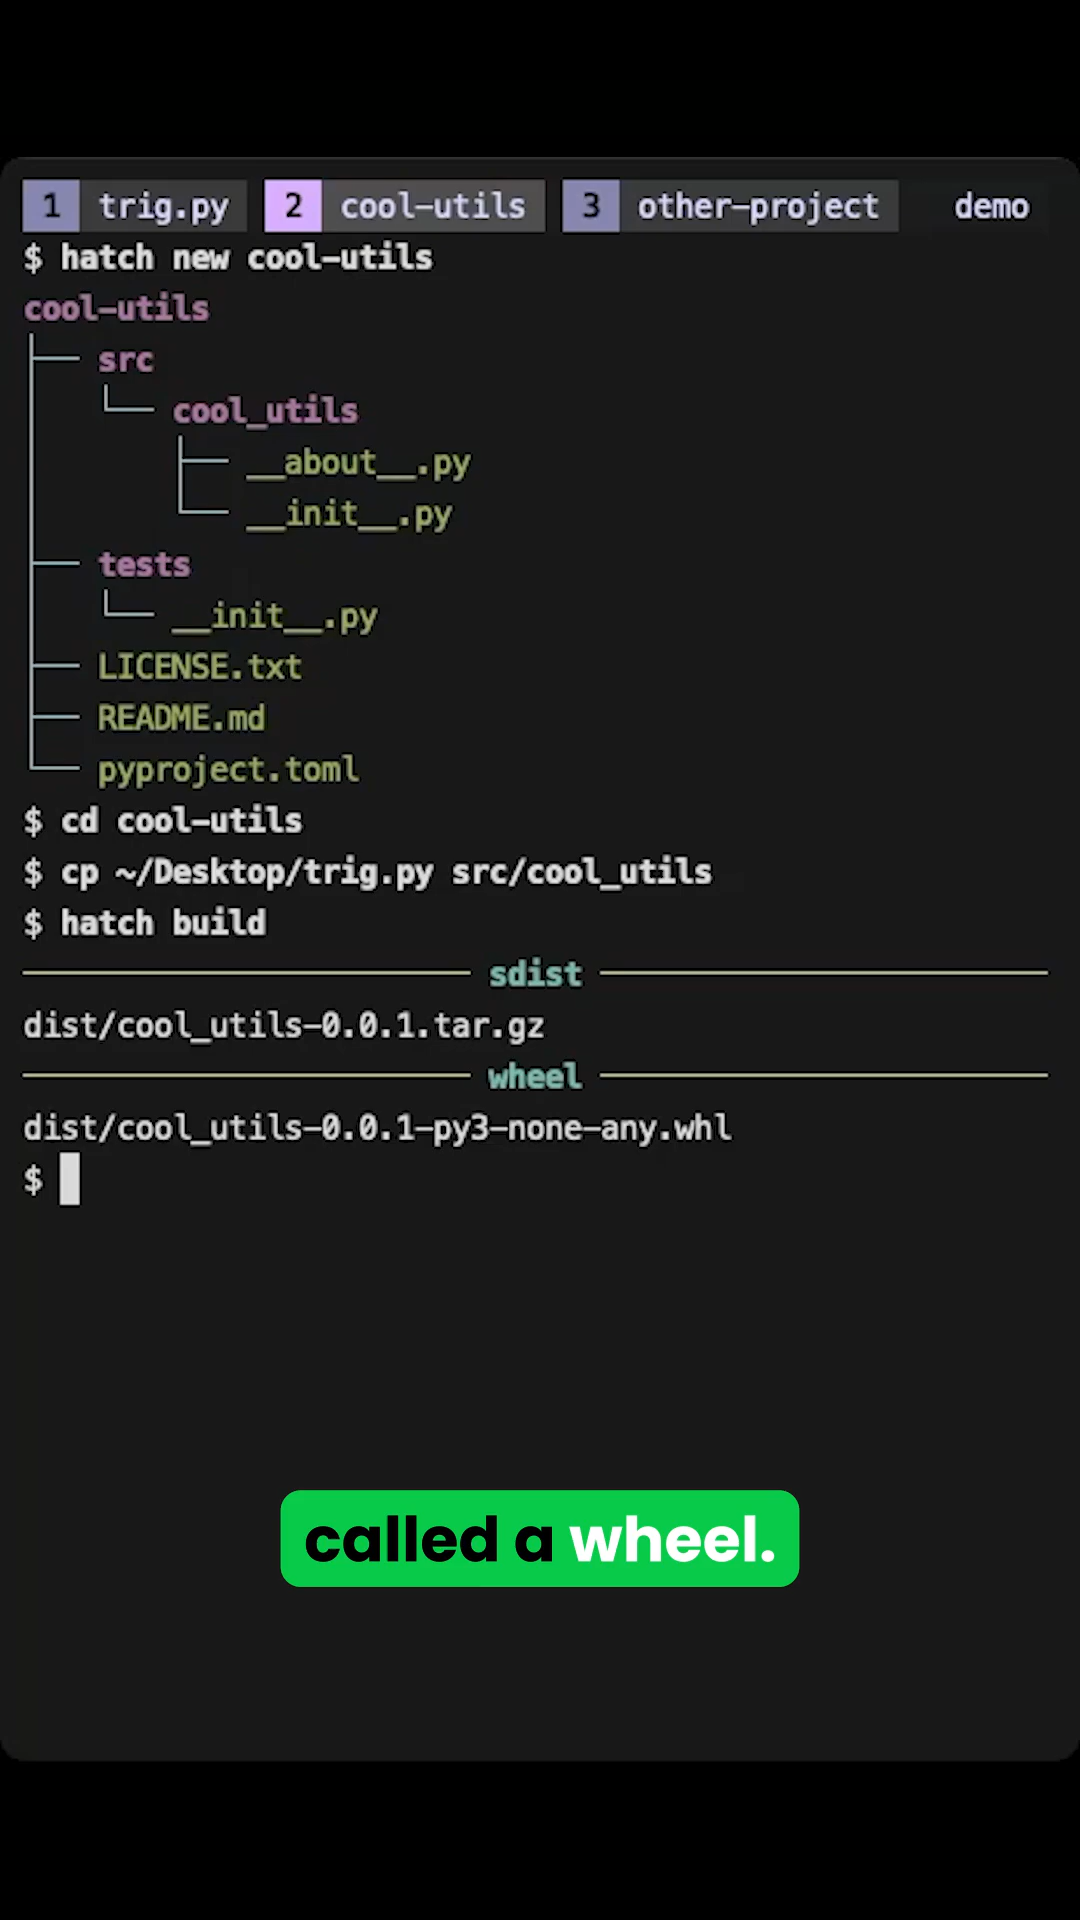 1 trig.py 2 cool-utils 3 other-project demo
$ hatch new cool-utils
cool-utils
├── src
│   └── cool_utils
│       ├── __about__.py
│       └── __init__.py
├── tests
│   └── __init__.py
├── LICENSE.txt
├── README.md
└── pyproject.toml
$ cd cool-utils
$ cp ~/Desktop/trig.py src/cool_utils
$ hatch build
sdist
dist/cool_utils-0.0.1.tar.gz
wheel
dist/cool_utils-0.0.1-py3-none-any.whl
$
called a wheel.